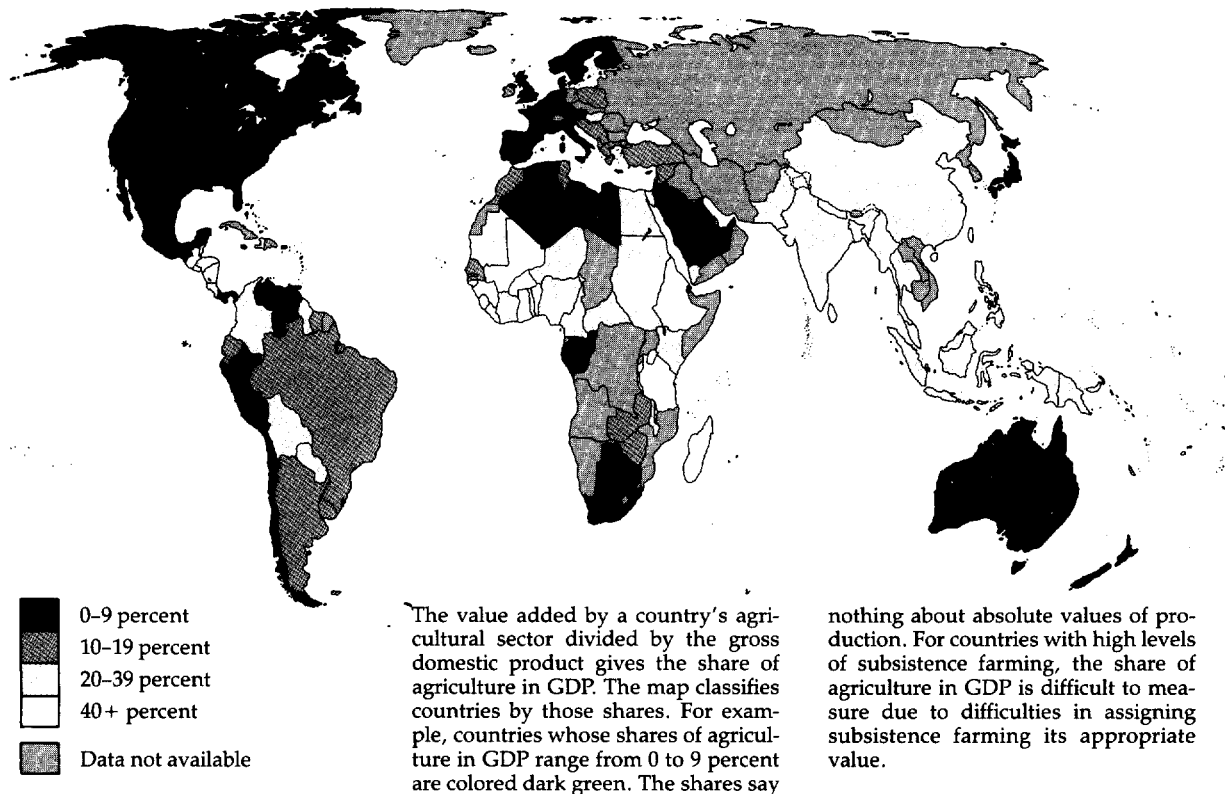 0–9 percent
10–19 percent
20–39 percent
40+ percent
Data not available
The value added by a country's agri-
cultural sector divided by the gross
domestic product gives the share of
agriculture in GDP. The map classifies
countries by those shares. For exam-
ple, countries whose shares of agricul-
ture in GDP range from 0 to 9 percent
are colored dark green. The shares say
nothing about absolute values of pro-
duction. For countries with high levels
of subsistence farming, the share of
agriculture in GDP is difficult to mea-
sure due to difficulties in assigning
subsistence farming its appropriate
value.